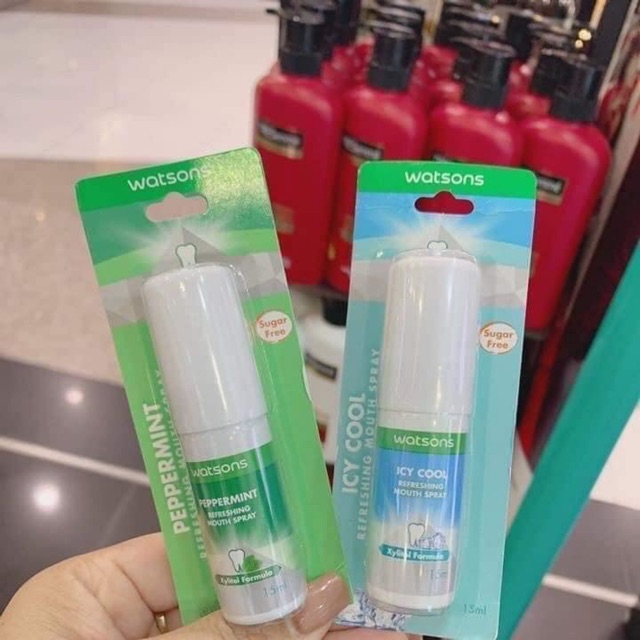 watsons
Sugar
Free
PEPPERMINT
REFRESHING MOUTH SPRAY
watsons
PEPPERMINT
REFRESHING
MOUTH SPRAY
Xylitol Formula
15ml
watsons
Sugar
Free
ICY COOL
REFRESHING MOUTH SPRAY
watsons
ICY COOL
REFRESHING
MOUTH SPRAY
Xylitol Formula
15ml
15ml